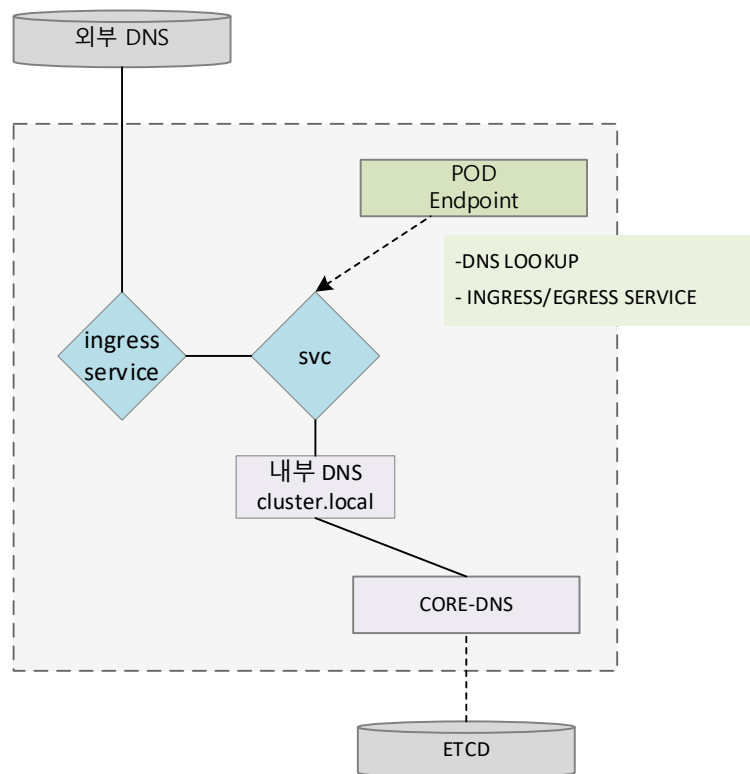 외부 DNS
POD
Endpoint
-DNS LOOKUP
- INGRESS/EGRESS SERVICE
ingress
service
svc
내부 DNS
cluster.local
CORE-DNS
ETCD